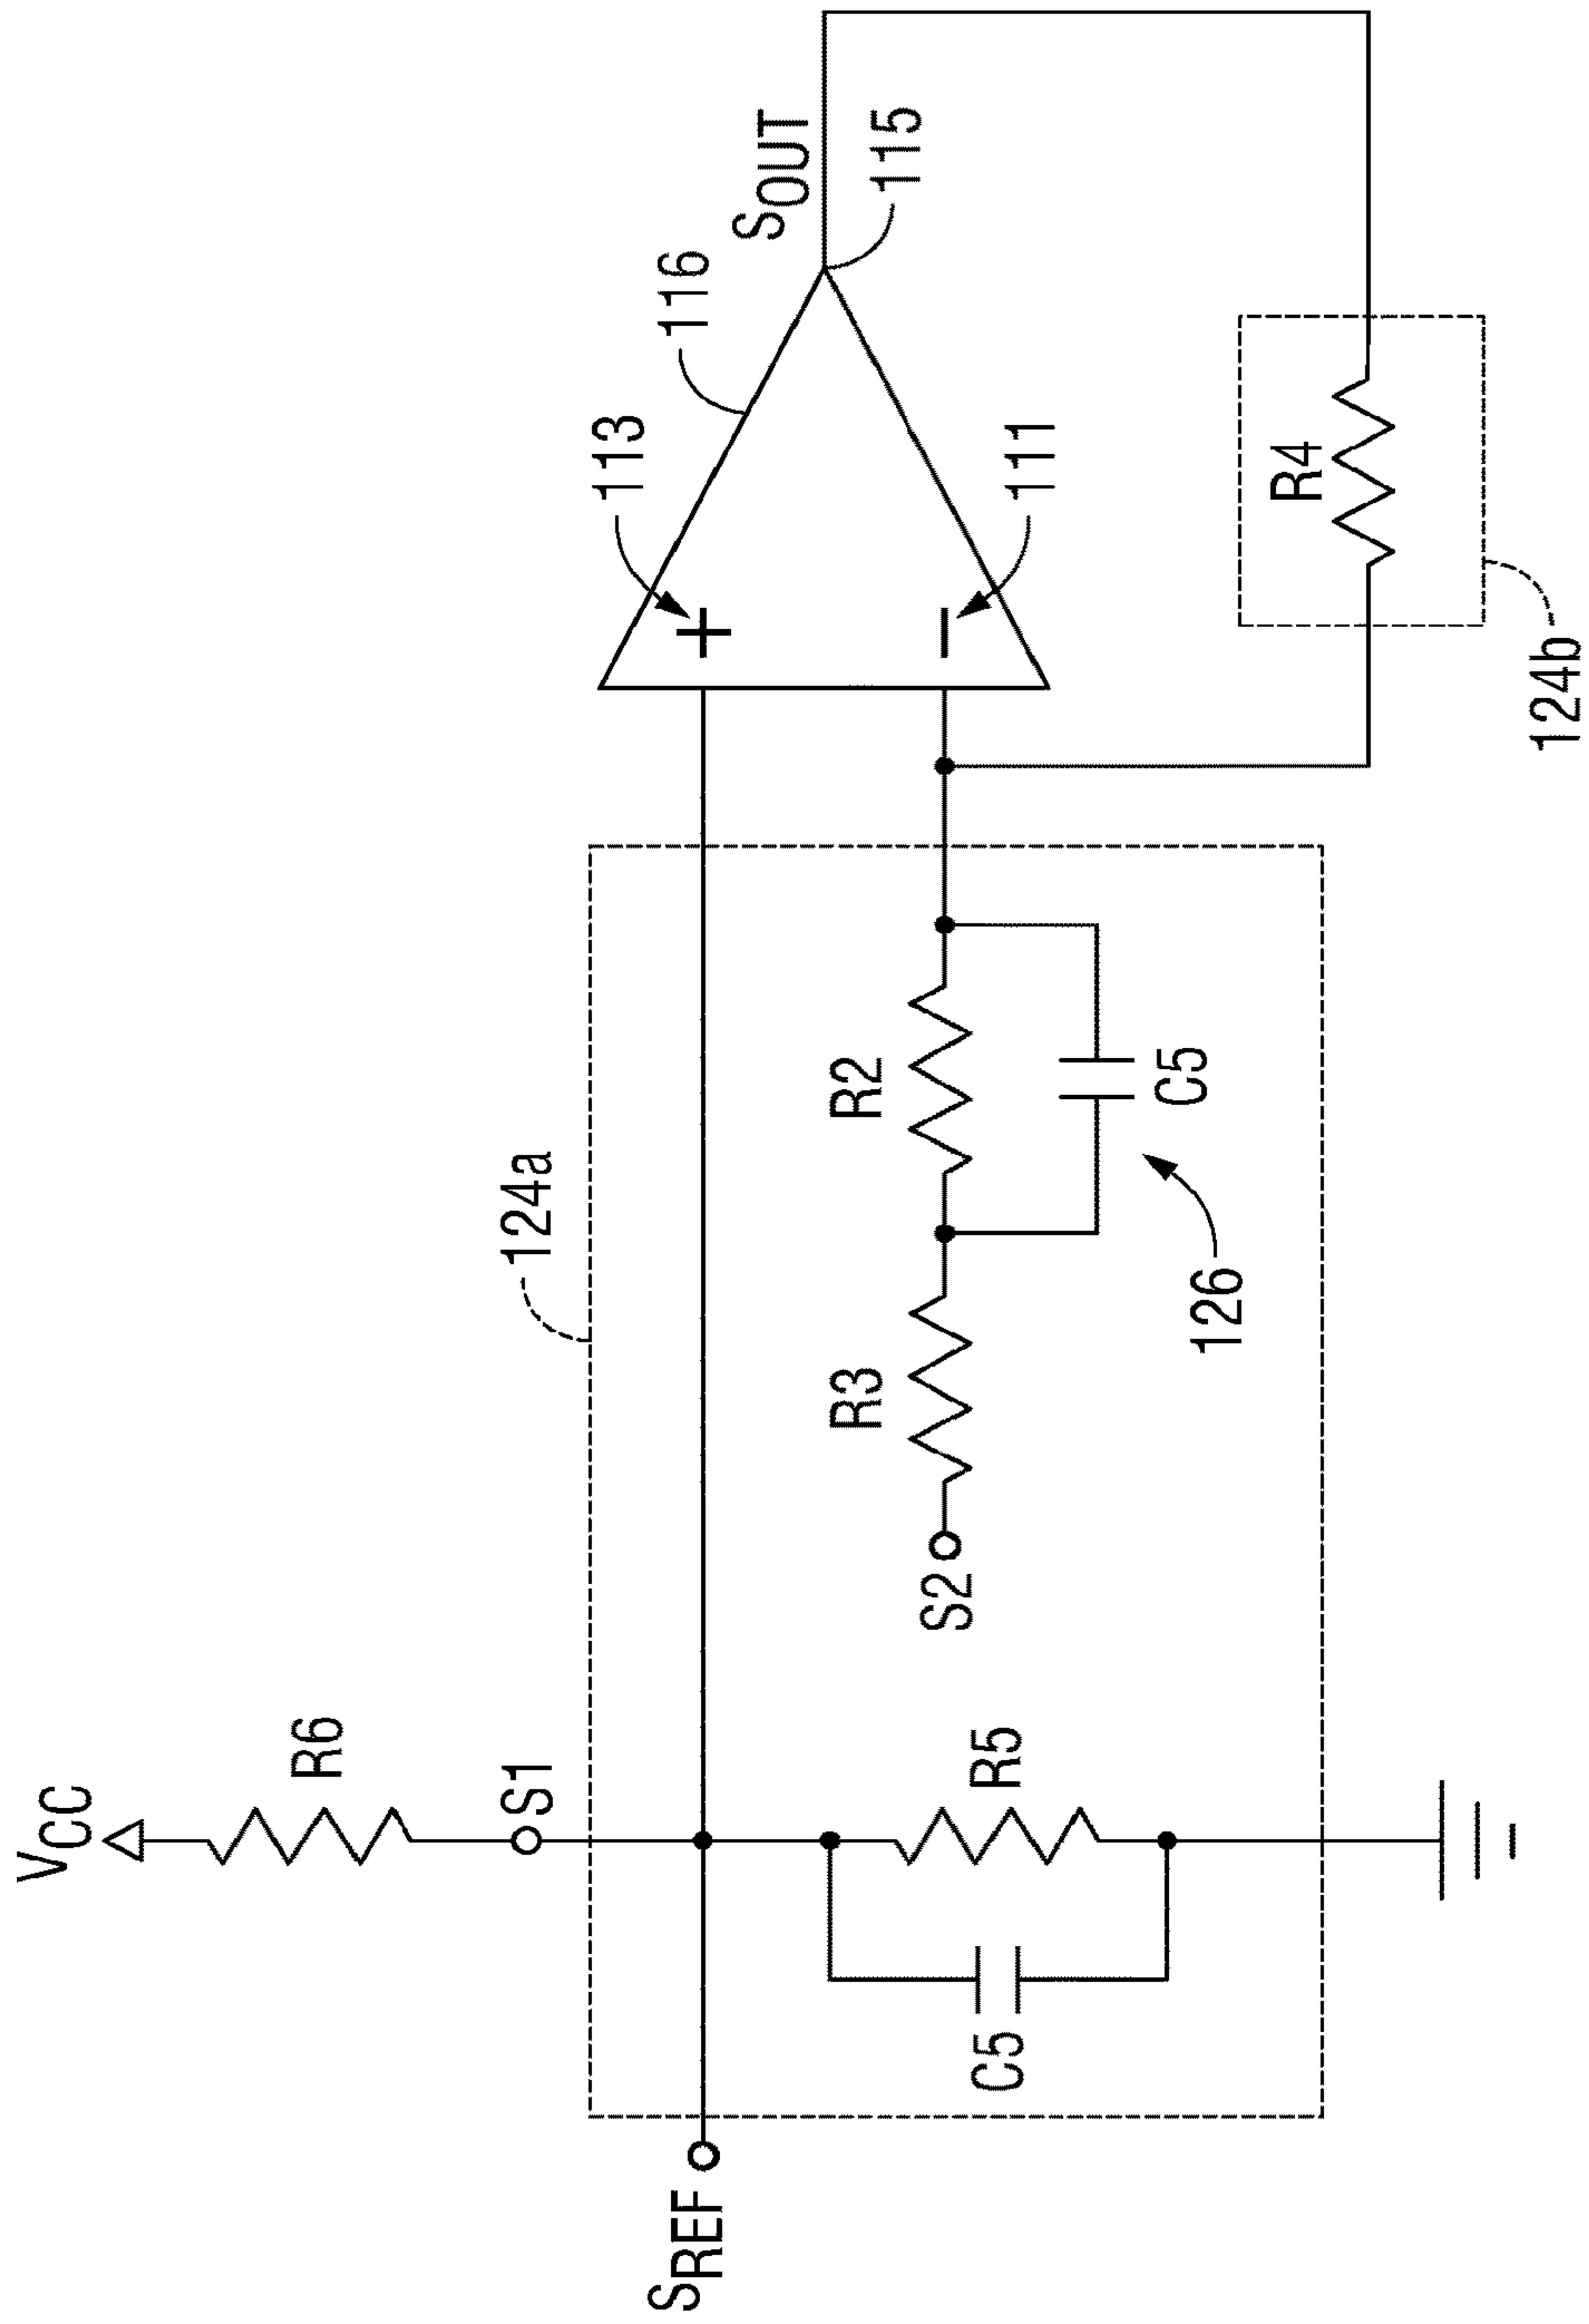 VCC
R6
S1
124a
SREF
C5
R5
S2
R3
R2
C5
126
113
116
SOUT
115
111
R4
124b